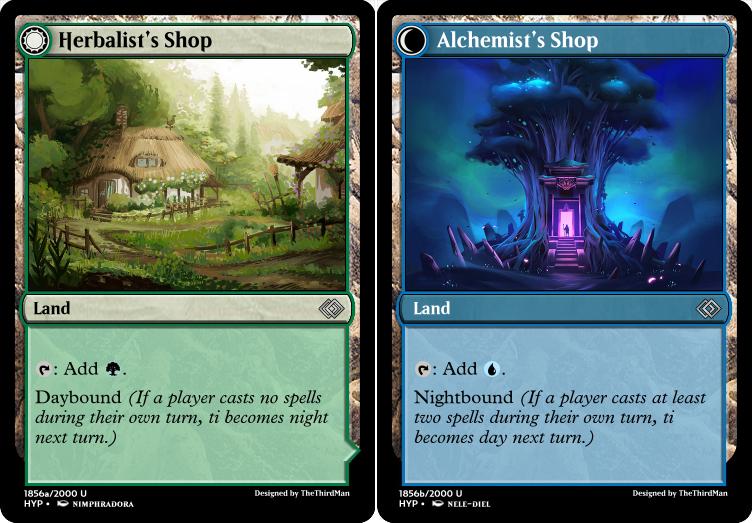 Herbalist's Shop
Land
: Add .
Daybound (If a player casts no spells
during their own turn, ti becomes night
next turn.)
1856a/2000 U
HYP • NIMPHRADORA
Designed by TheThirdMan
Alchemist's Shop
Land
: Add .
Nightbound (If a player casts at least
two spells during their own turn, ti
becomes day next turn.)
1856b/2000 U
HYP • NELE-DIEL
Designed by TheThirdMan